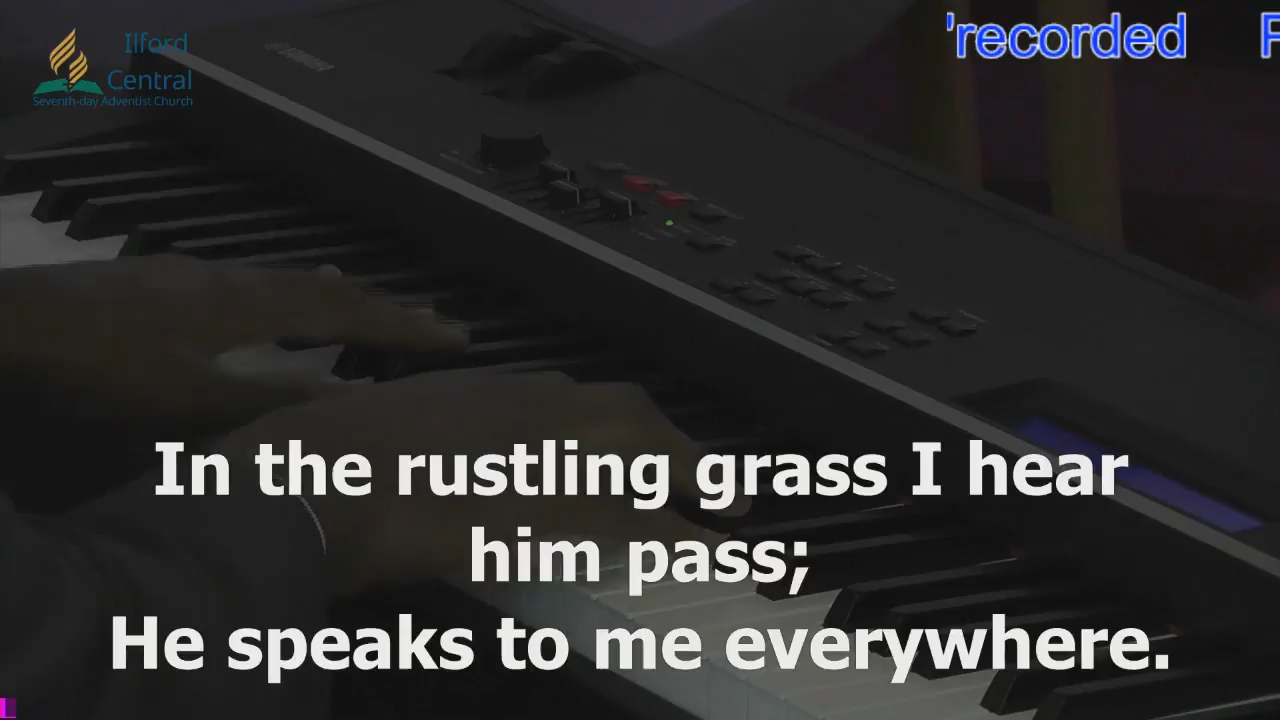 Ilford
Central
Seventh-day Adventist Church
'recorded
YAMAHA
In the rustling grass I hear
him pass;
He speaks to me everywhere.